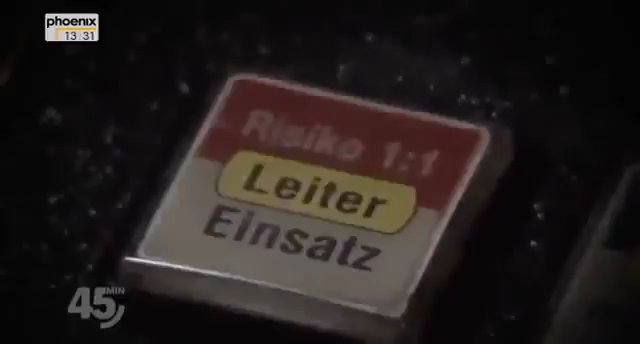 phoenix
13:31
Risiko 1:1
Leiter
Einsatz
45 MIN